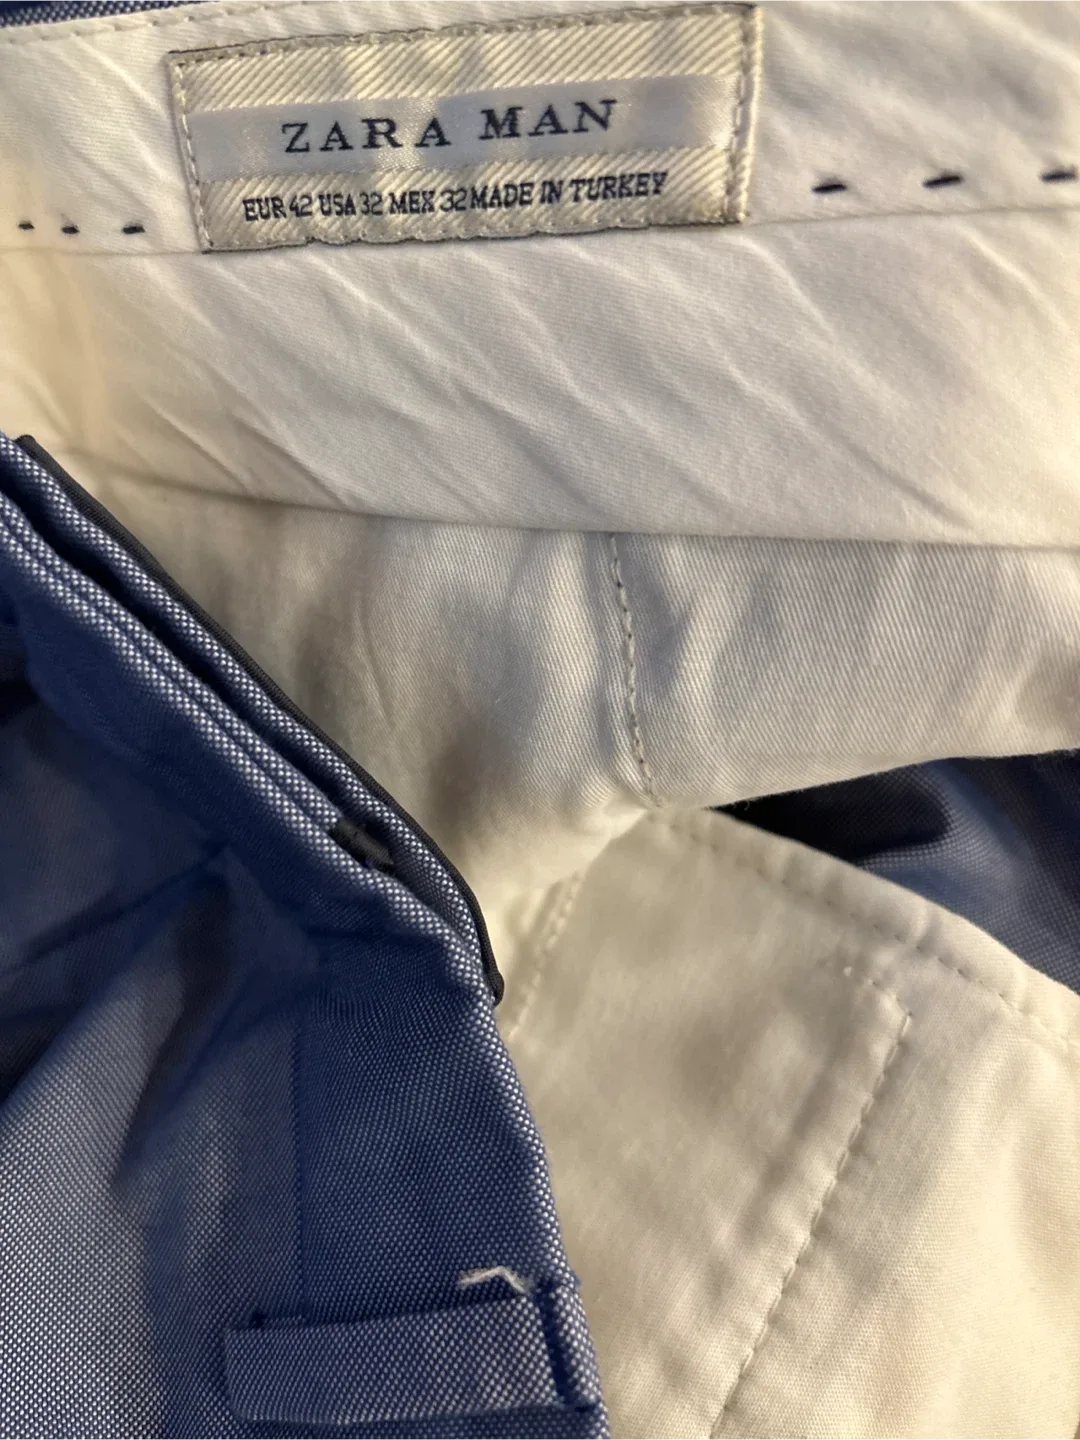 ZARA MAN
EUR 42 USA 32 MEX 32 MADE IN TURKEY